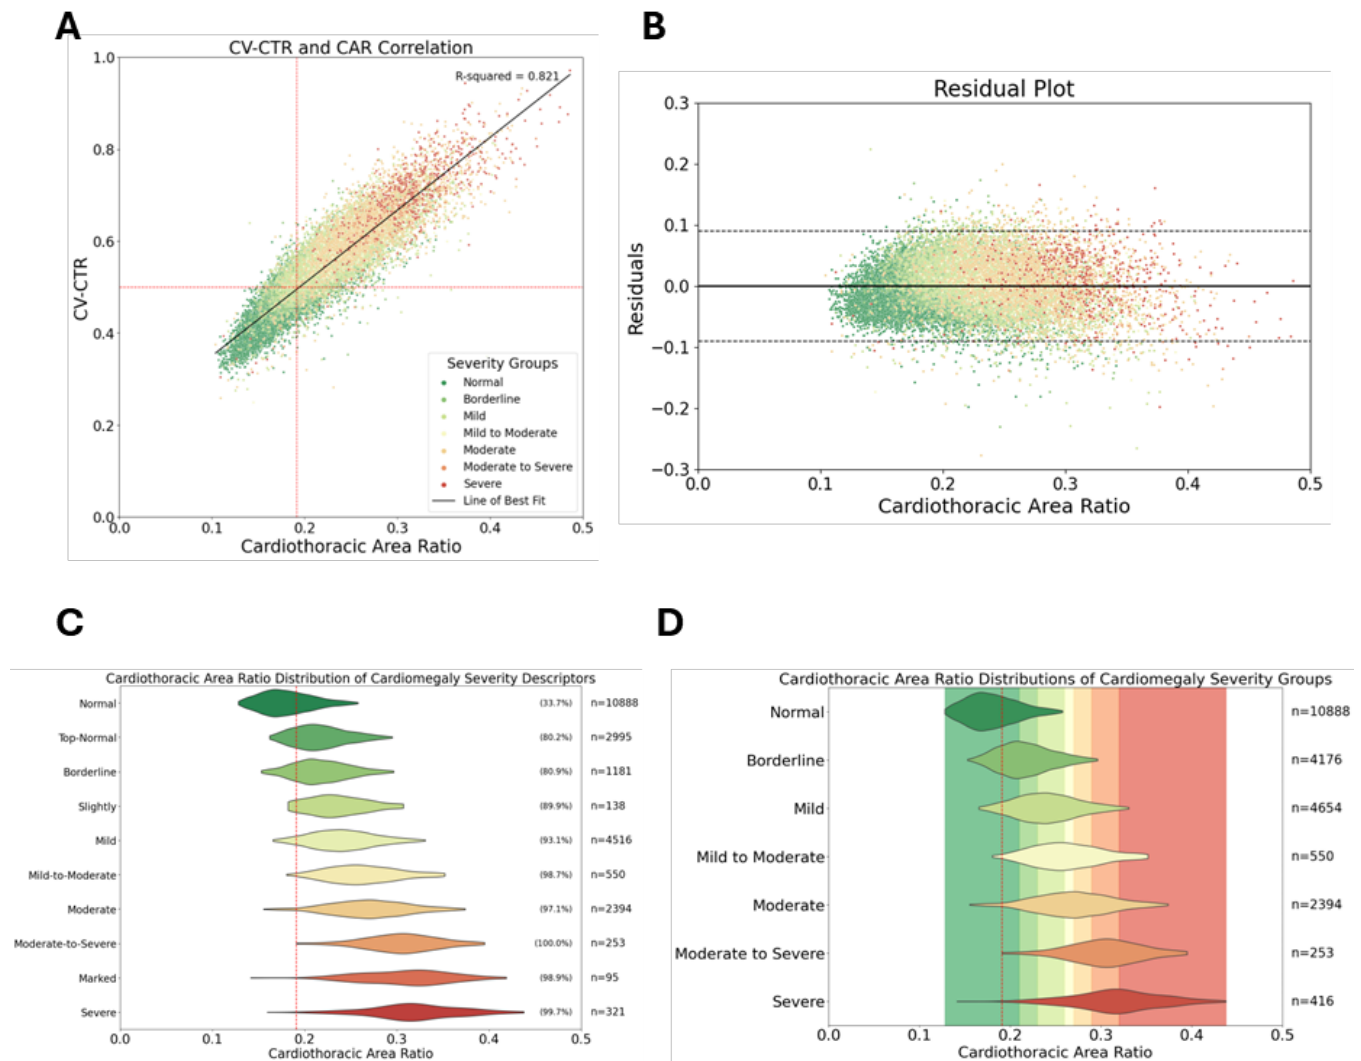 A
CV-CTR and CAR Correlation
R-squared = 0.821
1.0
0.8
0.6
0.4
0.2
0.0
CV-CTR
Severity Groups
Normal
Borderline
Mild
Mild to Moderate
Moderate
Moderate to Severe
Severe
Line of Best Fit
0.0 0.1 0.2 0.3 0.4 0.5
Cardiothoracic Area Ratio
B
Residual Plot
0.3
0.2
0.1
0.0
−0.1
−0.2
−0.3
Residuals
0.0 0.1 0.2 0.3 0.4 0.5
Cardiothoracic Area Ratio
C
Cardiothoracic Area Ratio Distribution of Cardiomegaly Severity Descriptors
Normal (33.7%) n=10888
Top-Normal (80.2%) n=2995
Borderline (80.9%) n=1181
Slightly (89.9%) n=138
Mild (93.1%) n=4516
Mild-to-Moderate (98.7%) n=550
Moderate (97.1%) n=2394
Moderate-to-Severe (100.0%) n=253
Marked (98.9%) n=95
Severe (99.7%) n=321
0.0 0.1 0.2 0.3 0.4 0.5
Cardiothoracic Area Ratio
D
Cardiothoracic Area Ratio Distributions of Cardiomegaly Severity Groups
Normal n=10888
Borderline n=4176
Mild n=4654
Mild to Moderate n=550
Moderate n=2394
Moderate to Severe n=253
Severe n=416
0.0 0.1 0.2 0.3 0.4 0.5
Cardiothoracic Area Ratio